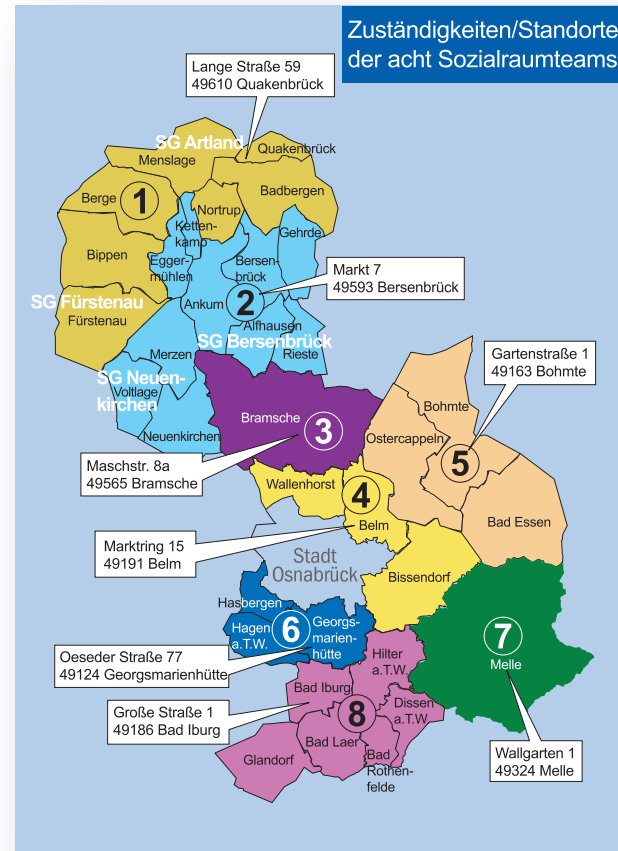 Zuständigkeiten/Standorte
der acht Sozialraumteams
Lange Straße 59
49610 Quakenbrück
SG Artland
Menslage
Quakenbrück
Badbergen
Berge
1
Nortrup
Ketten-
kamp
Gehrde
Bippen
Egger-
mühlen
Bersen-
brück
Markt 7
49593 Bersenbrück
SG Fürstenau
Fürstenau
Ankum
2
Alfhausen
SG Bersenbrück
Rieste
Merzen
SG Neuen-
kirchen
Voltlage
Neuenkirchen
Gartenstraße 1
49163 Bohmte
Bohmte
Bramsche
3
Ostercappeln
5
Maschstr. 8a
49565 Bramsche
Wallenhorst
4
Belm
Bad Essen
Marktring 15
49191 Belm
Stadt
Osnabrück
Bissendorf
Hasbergen
Hagen
a.T.W.
6
Georgs-
marien-
hütte
7
Melle
Oeseder Straße 77
49124 Georgsmarienhütte
Hilter
a.T.W.
Bad Iburg
Große Straße 1
49186 Bad Iburg
8
Dissen
a.T.W.
Bad Laer
Bad
Rothen-
felde
Glandorf
Wallgarten 1
49324 Melle